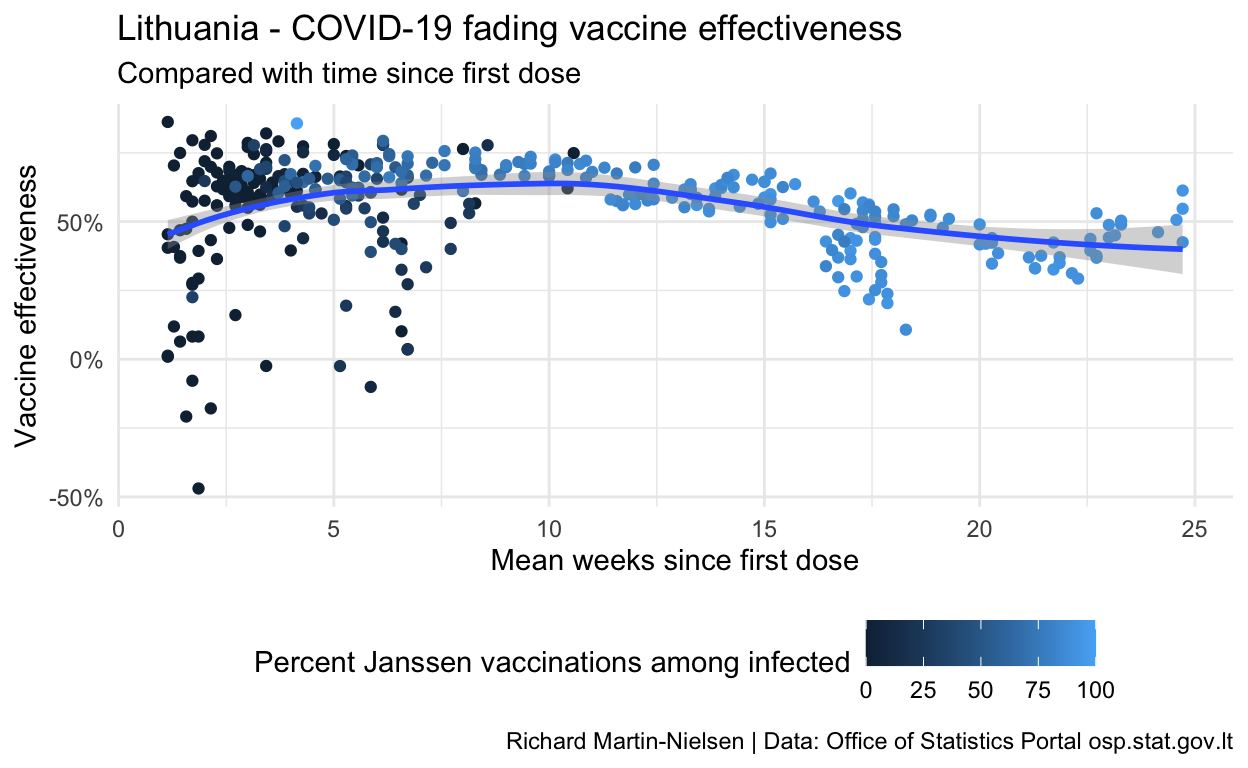 Lithuania - COVID-19 fading vaccine effectiveness
Compared with time since first dose
Vaccine effectiveness
50%
0%
-50%
0 5 10 15 20 25
Mean weeks since first dose
Percent Janssen vaccinations among infected
0 25 50 75 100
Richard Martin-Nielsen | Data: Office of Statistics Portal osp.stat.gov.lt